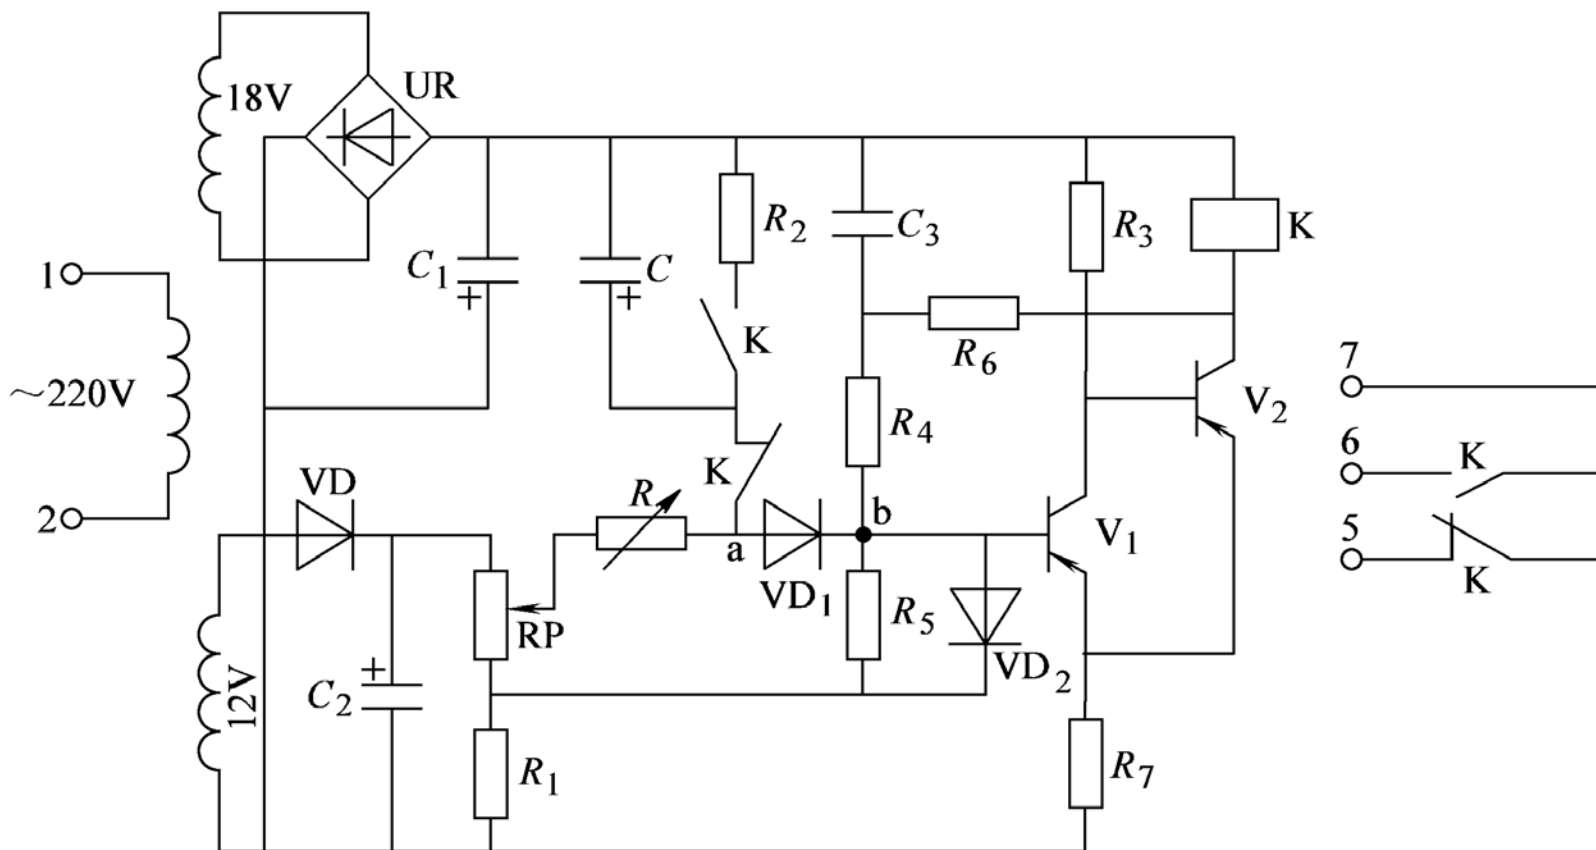 18V
UR
C1
+
C
+
R2
K
C3
R3
K
1
~220V
2
R6
R4
K
V2
7
6
K
5
K
VD
R
a
VD1
b
V1
RP
R5
VD2
12V
+
C2
R1
R7